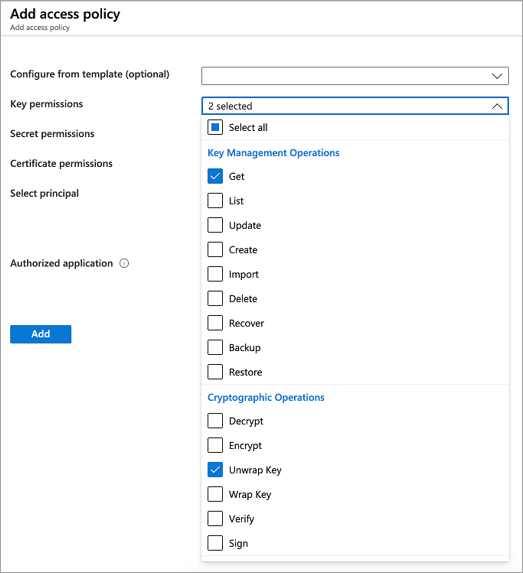 Add access policy
Add access policy
Configure from template (optional)
Key permissions
2 selected
Select all
Secret permissions
Key Management Operations
Certificate permissions
Get
Select principal
List
Update
Create
Authorized application
Import
Delete
Recover
Add
Backup
Restore
Cryptographic Operations
Decrypt
Encrypt
Unwrap Key
Wrap Key
Verify
Sign